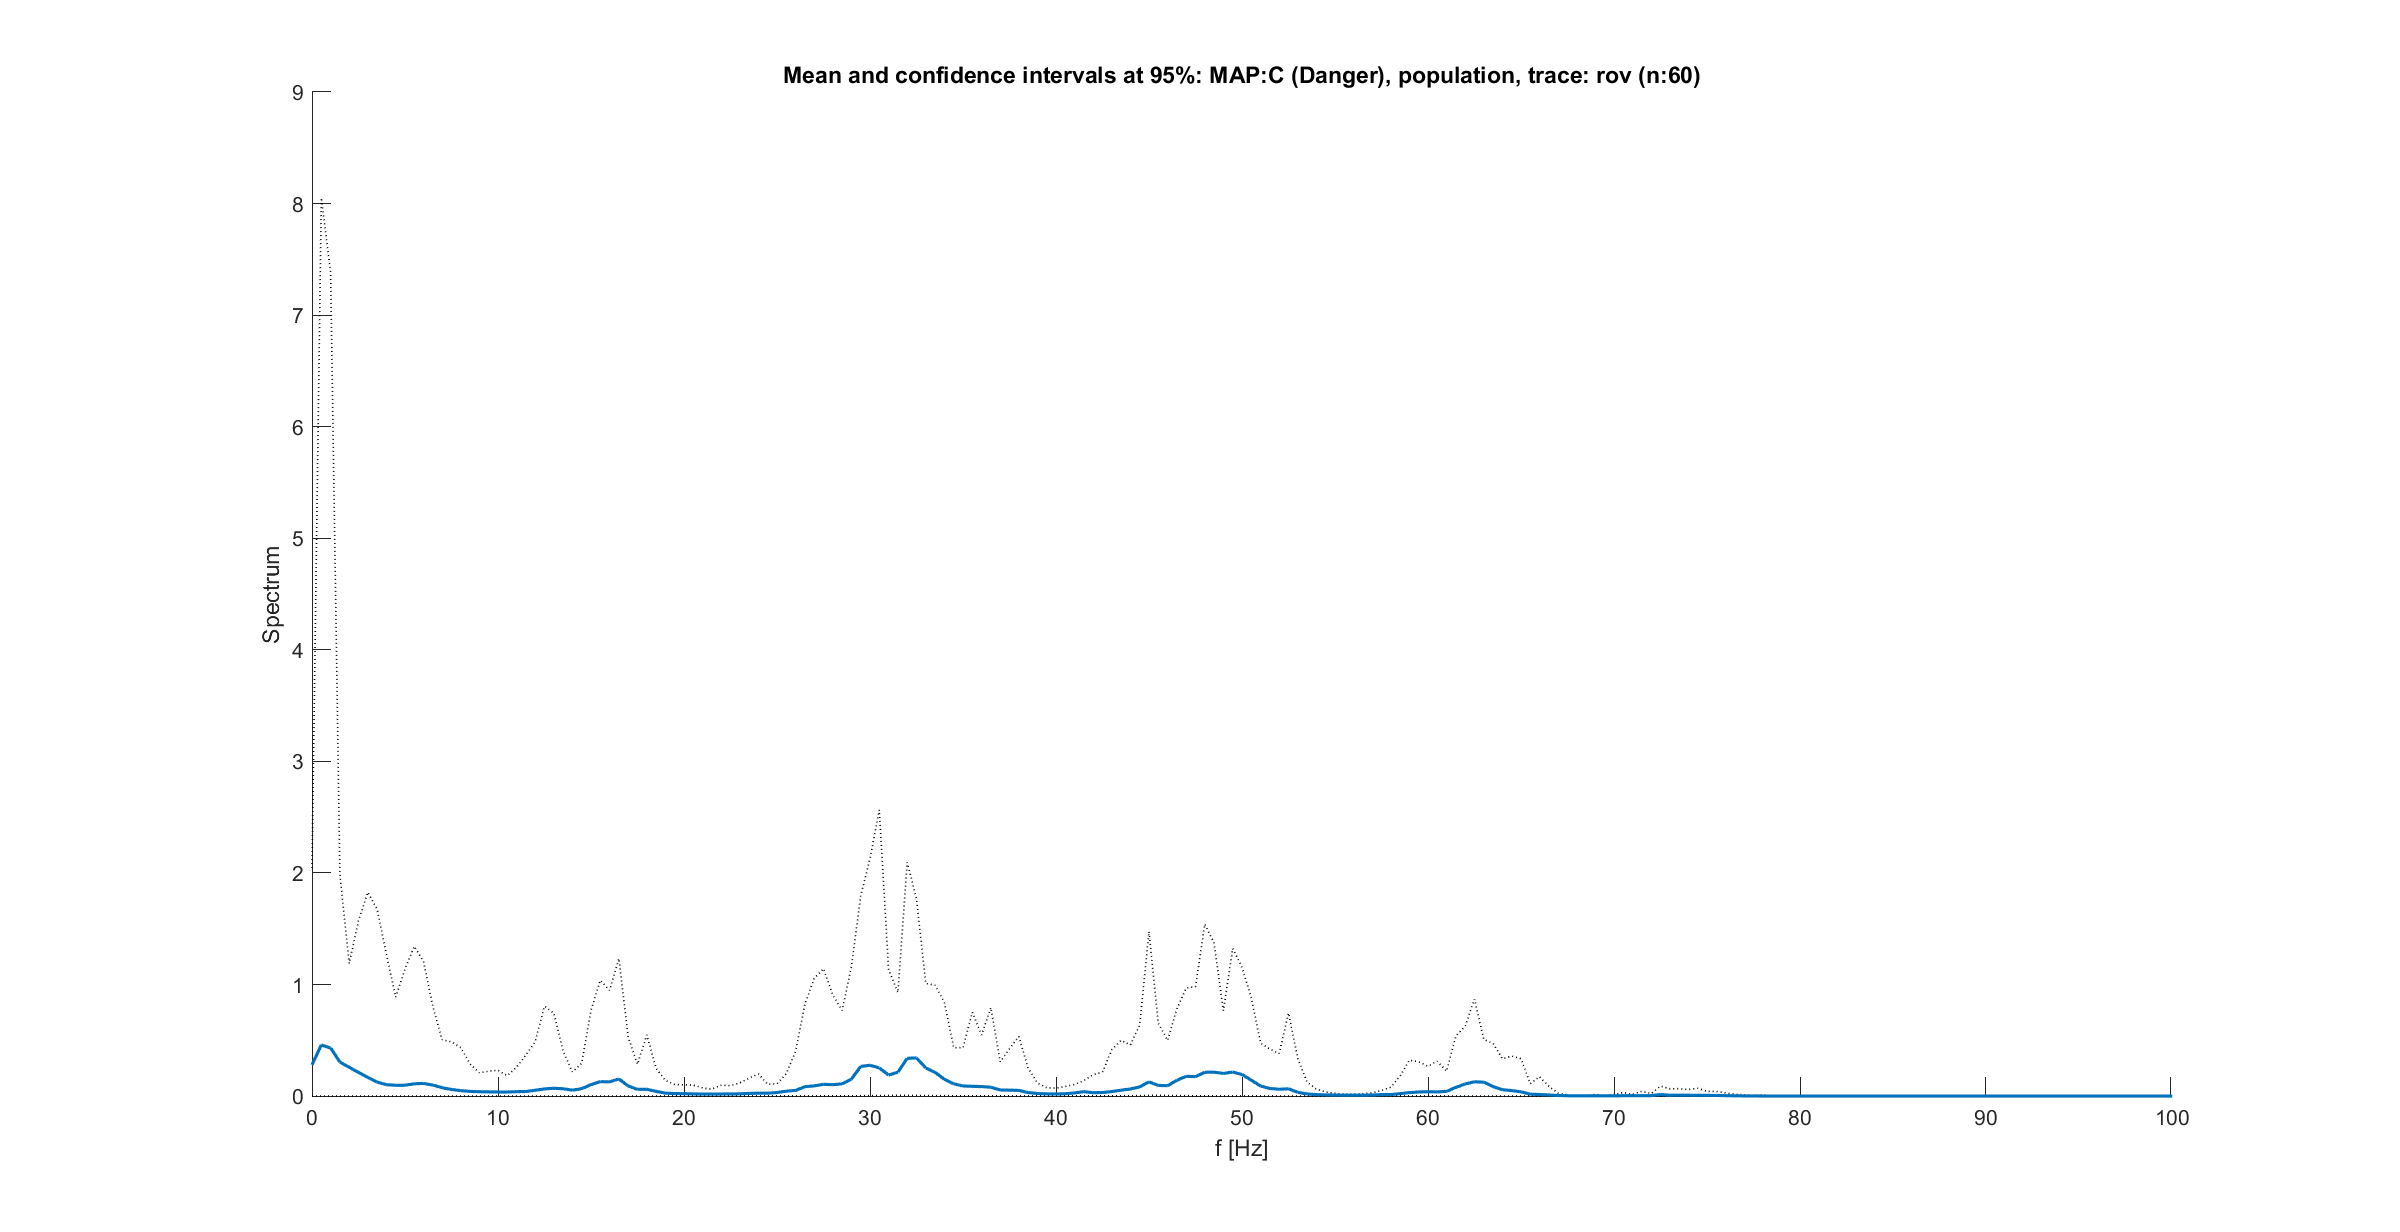 Mean and confidence intervals at 95%: MAP:C (Danger), population, trace: rov (n:60)
9
8
7
6
5
4
3
2
1
0
Spectrum
0 10 20 30 40 50 60 70 80 90 100
f [Hz]